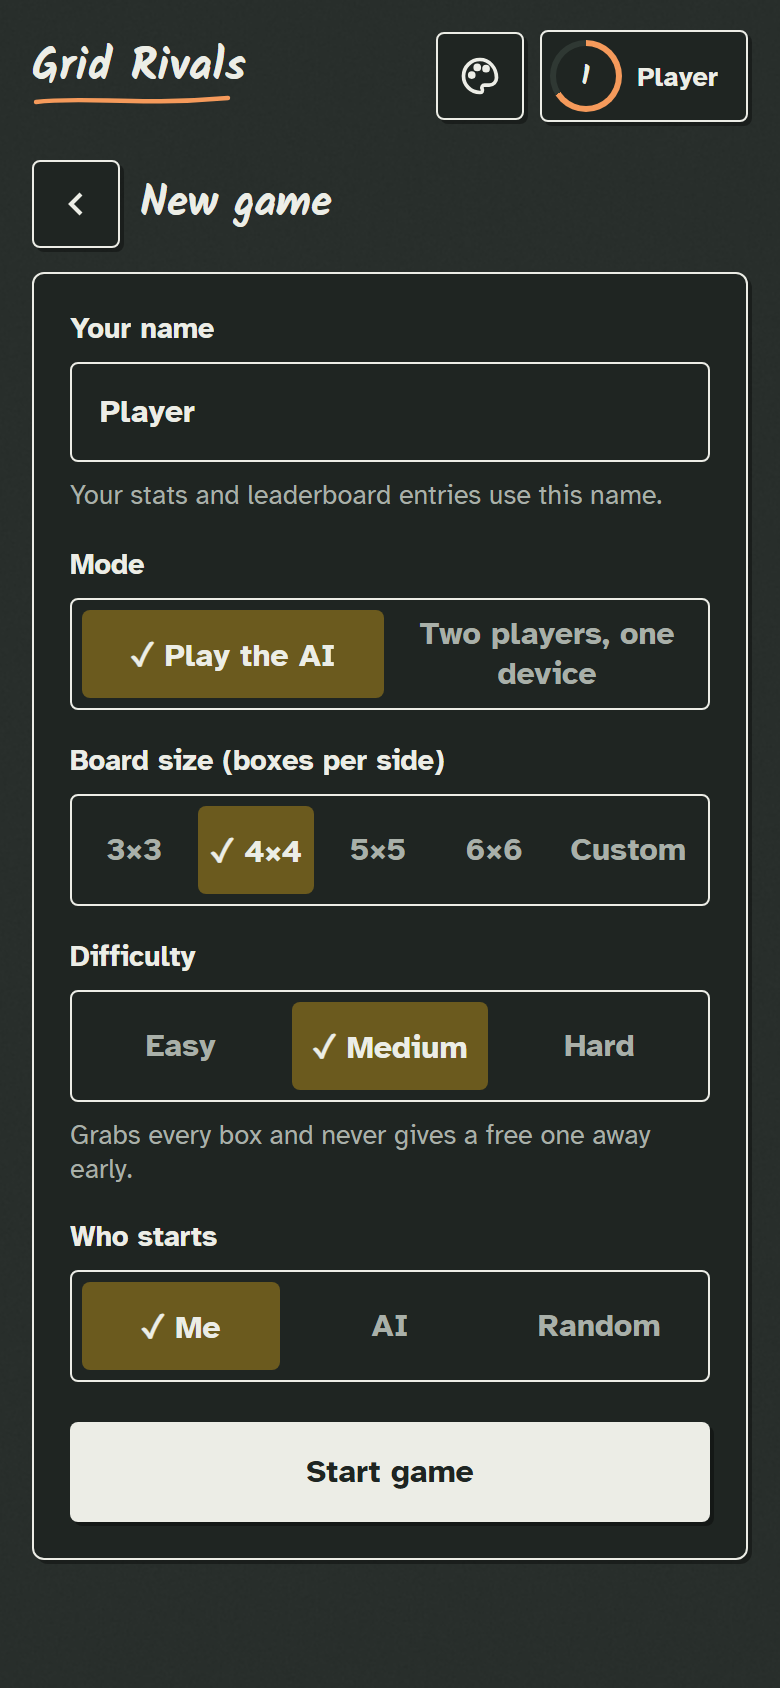 Grid Rivals
1 Player
New game
Your name
Player
Your stats and leaderboard entries use this name.
Mode
✓ Play the AI
Two players, one
device
Board size (boxes per side)
3×3 ✓ 4×4 5×5 6×6 Custom
Difficulty
Easy ✓ Medium Hard
Grabs every box and never gives a free one away
early.
Who starts
✓ Me AI Random
Start game